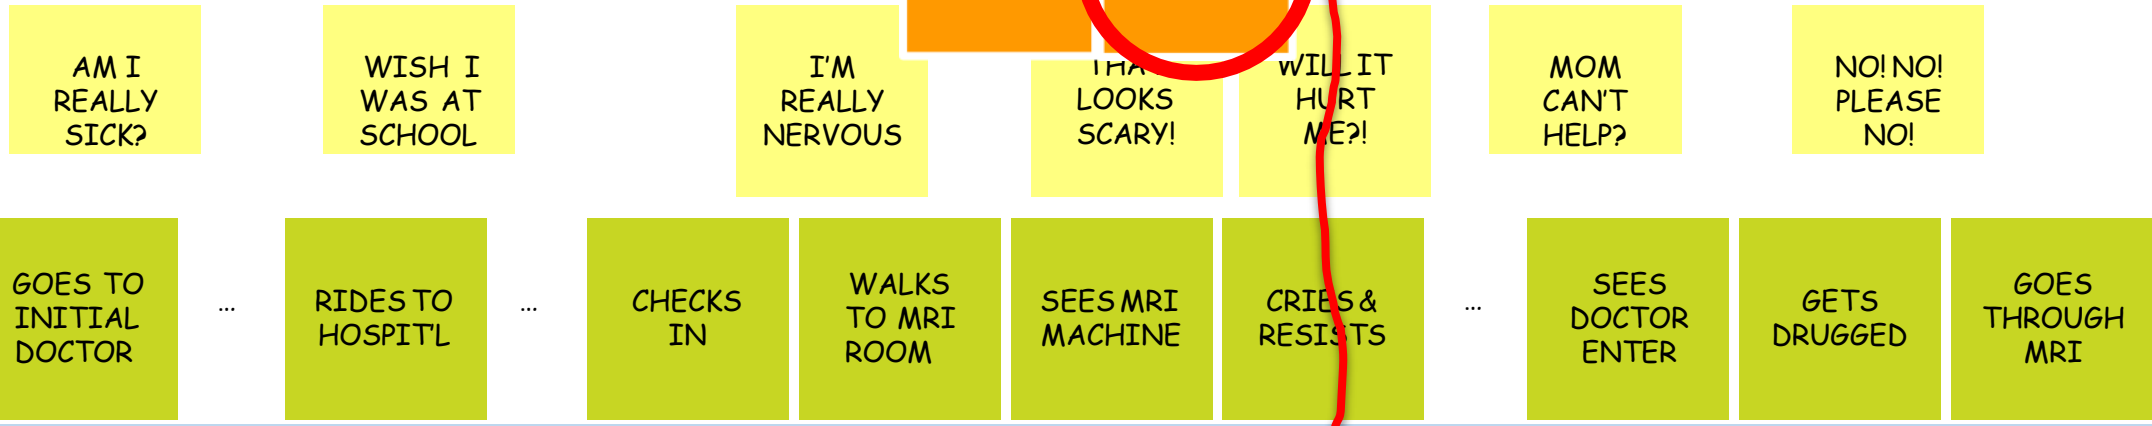 AM I
REALLY
SICK?
WISH I
WAS AT
SCHOOL
I'M
REALLY
NERVOUS
THAT
LOOKS
SCARY!
WILL IT
HURT
ME?!
MOM
CAN'T
HELP?
NO! NO!
PLEASE
NO!
GOES TO
INITIAL
DOCTOR
...
RIDES TO
HOSPIT'L
...
CHECKS
IN
WALKS
TO MRI
ROOM
SEES MRI
MACHINE
CRIES &
RESISTS
...
SEES
DOCTOR
ENTER
GETS
DRUGGED
GOES
THROUGH
MRI